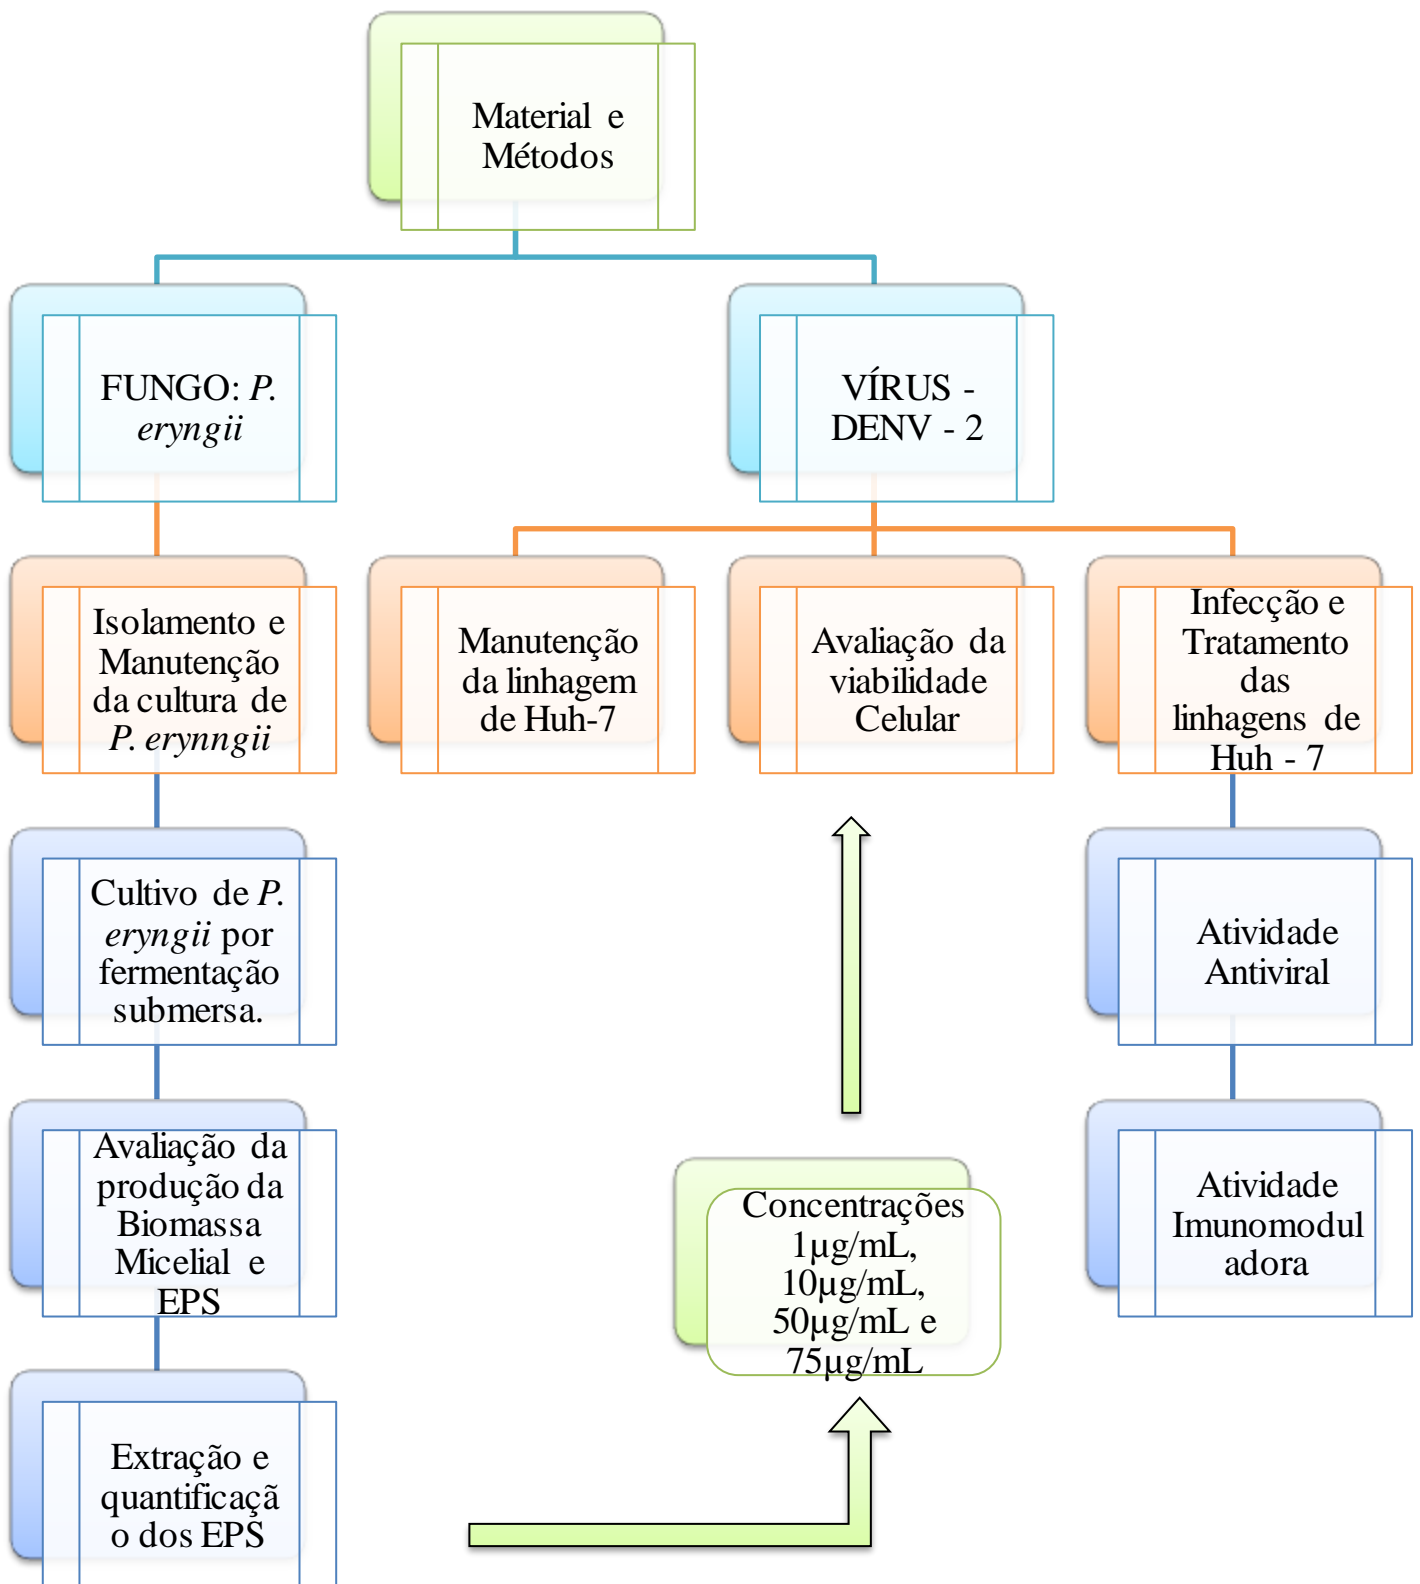 Material e
Métodos
FUNGO: P.
eryngii
VÍRUS -
DENV - 2
Isolamento e
Manutenção
da cultura de
P. erynngii
Manutenção
da linhagem
de Huh-7
Avaliação da
viabilidade
Celular
Infecção e
Tratamento
das
linhagens de
Huh - 7
Cultivo de P.
eryngii por
fermentação
submersa.
Atividade
Antiviral
Avaliação da
produção da
Biomassa
Micelial e
EPS
Concentrações
1µg/mL,
10µg/mL,
50µg/mL e
75µg/mL
Atividade
Imunomodul
adora
Extração e
quantificaçã
o dos EPS